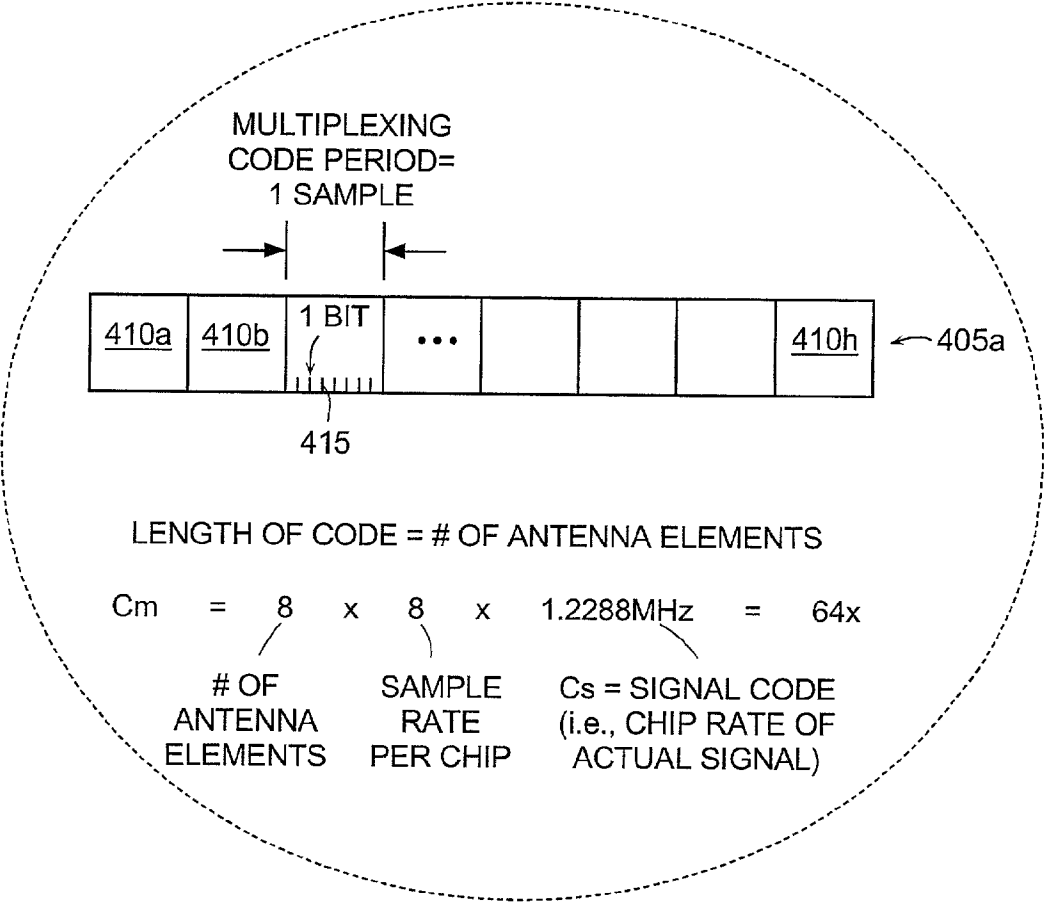 MULTIPLEXING
CODE PERIOD=
1 SAMPLE
410a 410b 1 BIT ••• 410h 405a
415
LENGTH OF CODE = # OF ANTENNA ELEMENTS
Cm = 8 x 8 x 1.2288MHz = 64x
# OF
ANTENNA
ELEMENTS
SAMPLE
RATE
PER CHIP
Cs = SIGNAL CODE
(i.e., CHIP RATE OF
ACTUAL SIGNAL)